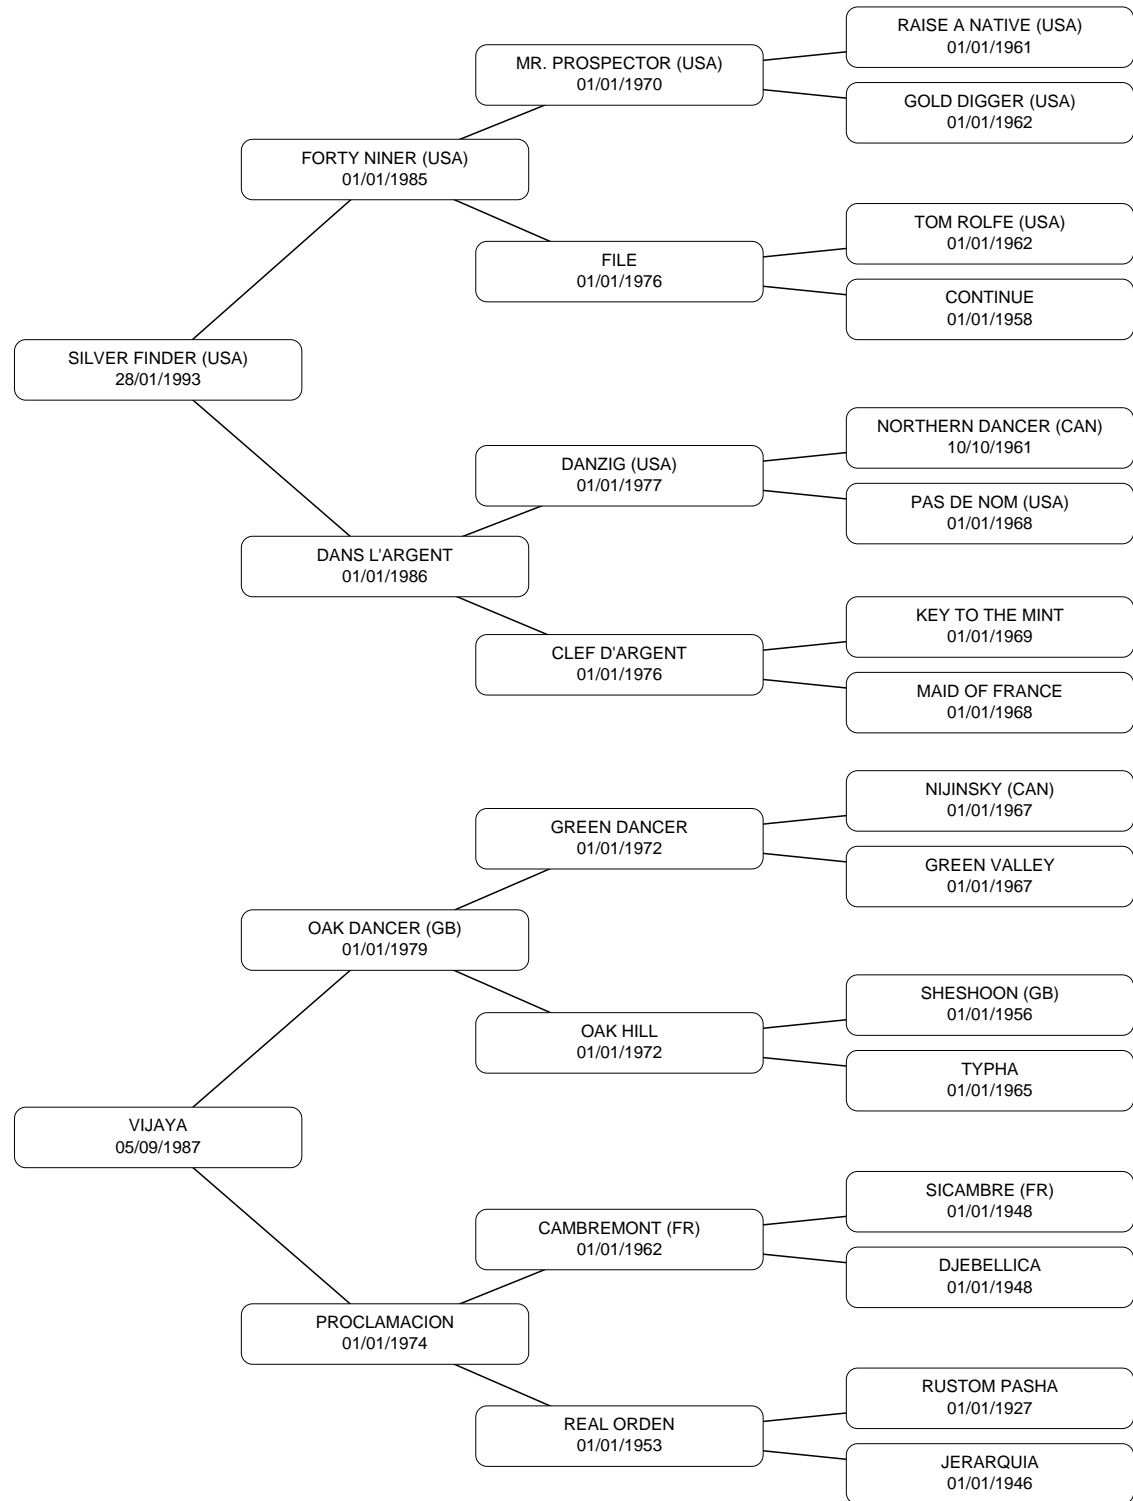 RAISE A NATIVE (USA)
01/01/1961
MR. PROSPECTOR (USA)
01/01/1970
GOLD DIGGER (USA)
01/01/1962
FORTY NINER (USA)
01/01/1985
TOM ROLFE (USA)
01/01/1962
FILE
01/01/1976
CONTINUE
01/01/1958
SILVER FINDER (USA)
28/01/1993
NORTHERN DANCER (CAN)
10/10/1961
DANZIG (USA)
01/01/1977
PAS DE NOM (USA)
01/01/1968
DANS L'ARGENT
01/01/1986
KEY TO THE MINT
01/01/1969
CLEF D'ARGENT
01/01/1976
MAID OF FRANCE
01/01/1968
NIJINSKY (CAN)
01/01/1967
GREEN DANCER
01/01/1972
GREEN VALLEY
01/01/1967
OAK DANCER (GB)
01/01/1979
SHESHOON (GB)
01/01/1956
OAK HILL
01/01/1972
TYPHA
01/01/1965
VIJAYA
05/09/1987
SICAMBRE (FR)
01/01/1948
CAMBREMONT (FR)
01/01/1962
DJEBELLICA
01/01/1948
PROCLAMACION
01/01/1974
RUSTOM PASHA
01/01/1927
REAL ORDEN
01/01/1953
JERARQUIA
01/01/1946